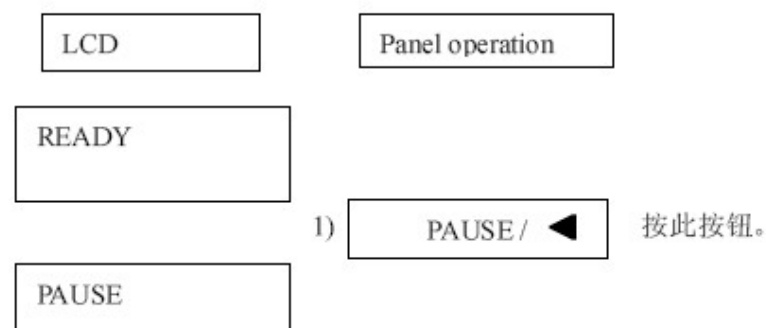 LCD Panel operation
READY
1) PAUSE / ◀ 按此按钮。
PAUSE